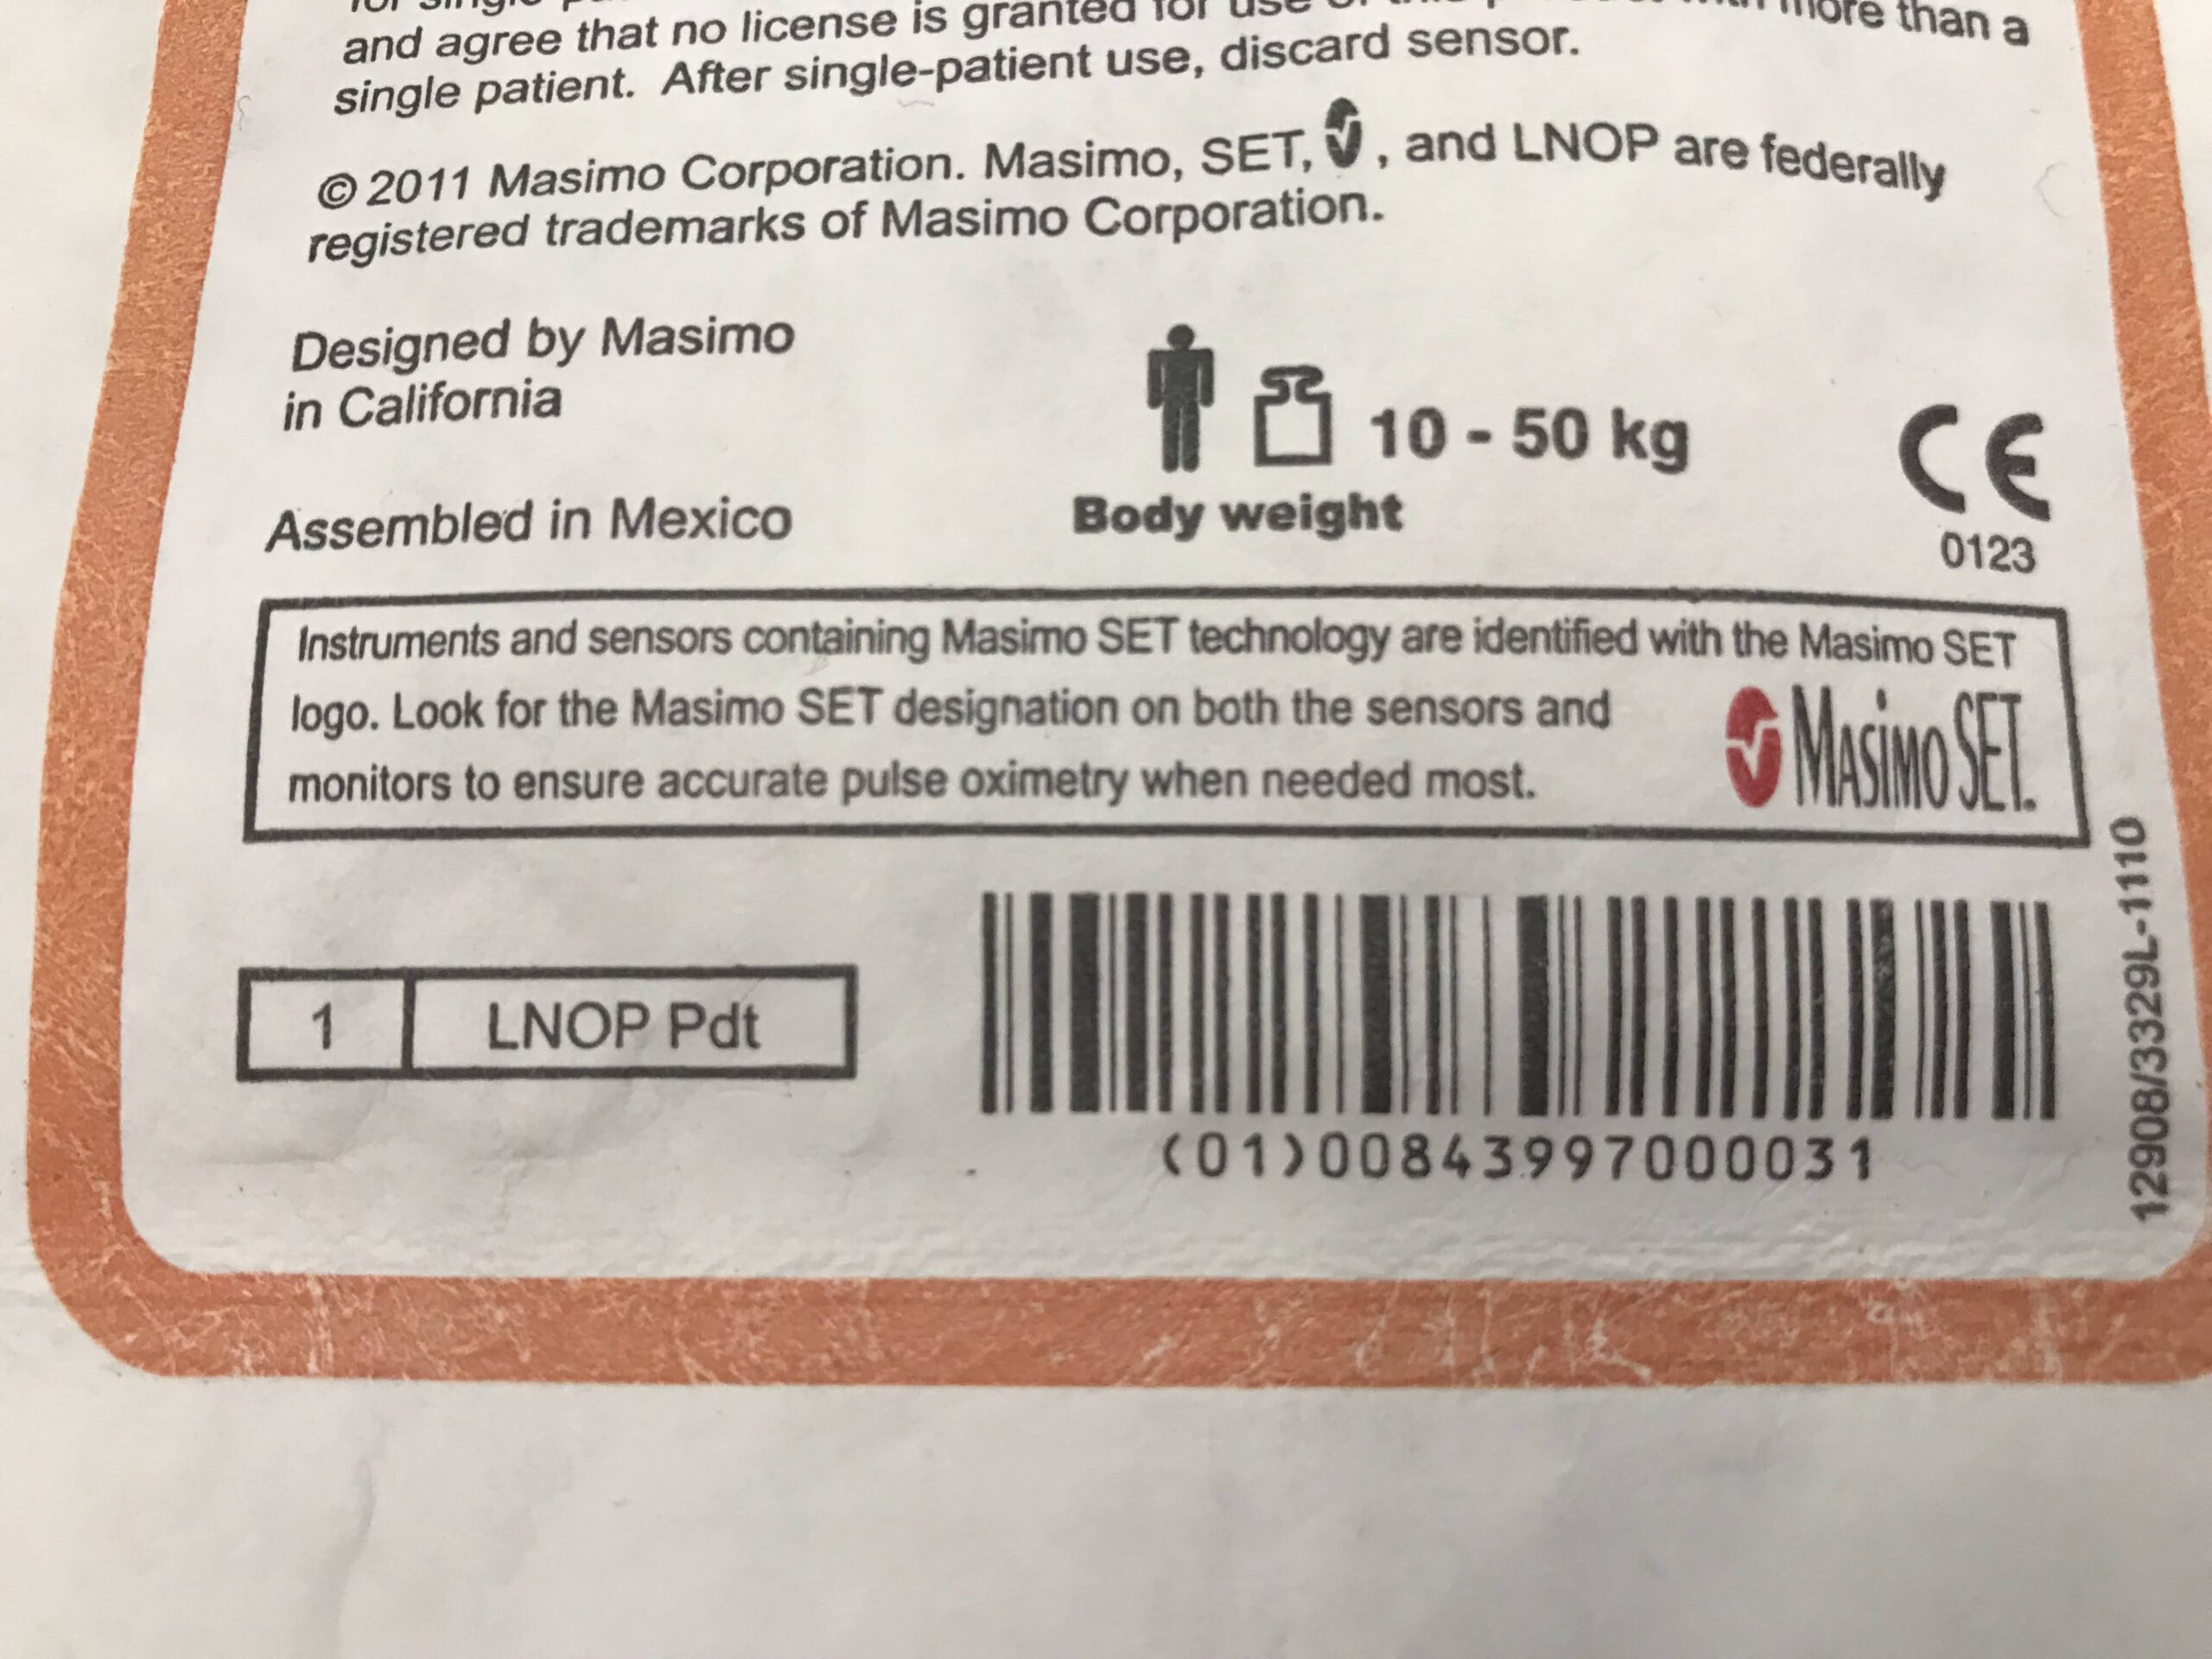 and agree that no license is granted for use of this more than a
single patient. After single-patient use, discard sensor.
© 2011 Masimo Corporation. Masimo, SET, , and LNOP are federally
registered trademarks of Masimo Corporation.
Designed by Masimo
in California
10 - 50 kg
Body weight
CE
0123
Assembled in Mexico
Instruments and sensors containing Masimo SET technology are identified with the Masimo SET
logo. Look for the Masimo SET designation on both the sensors and
monitors to ensure accurate pulse oximetry when needed most.
MASIMO SET.
1 LNOP Pdt
(01)00843997000031
12908/3329L-1110